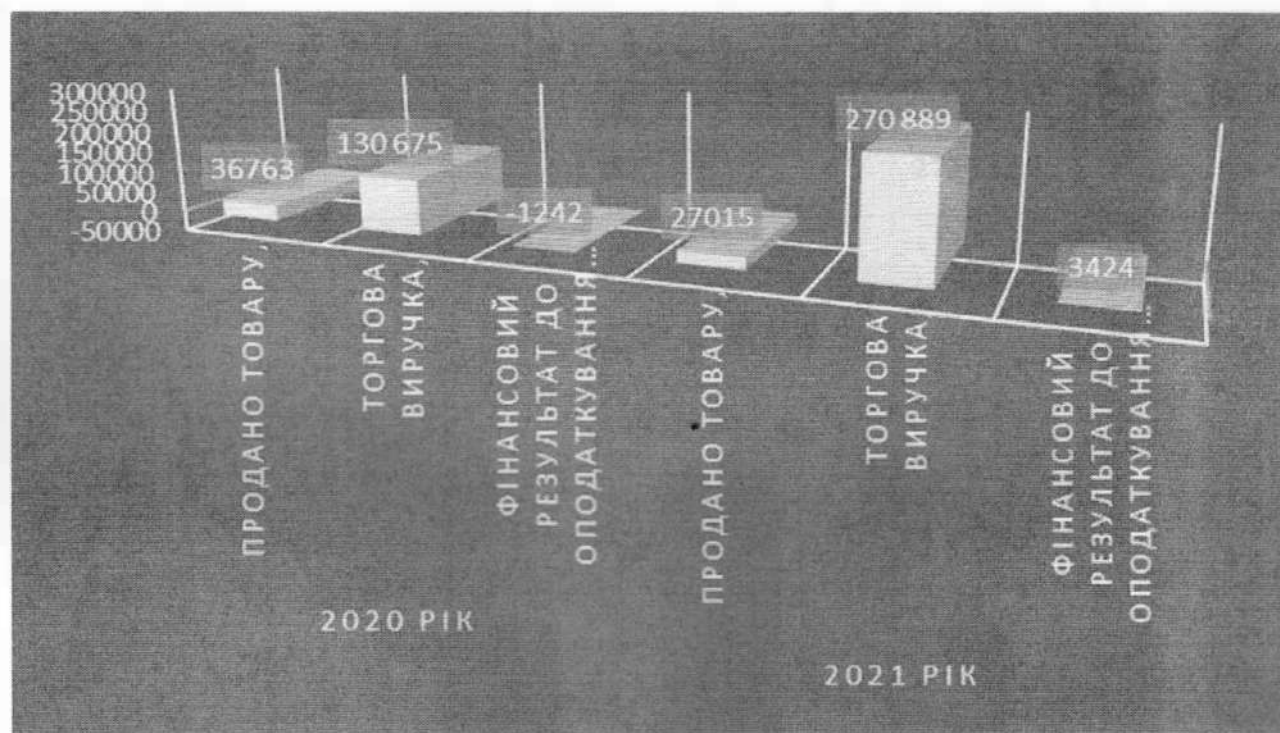 300000
250000
200000
150000
100000
50000
0
-50000
36763
130 675
-1242
27015
270 889
3424
ПРОДАНО ТОВАРУ,
ТОРГОВА
ВИРУЧКА,
ФІНАНСОВИЙ
РЕЗУЛЬТАТ ДО
ОПОДАТКУВАННЯ...
ПРОДАНО ТОВАРУ,
ТОРГОВА
ВИРУЧКА
ФІНАНСОВИЙ
РЕЗУЛЬТАТ ДО
ОПОДАТКУВАННЯ...
2020 РІК
2021 РІК